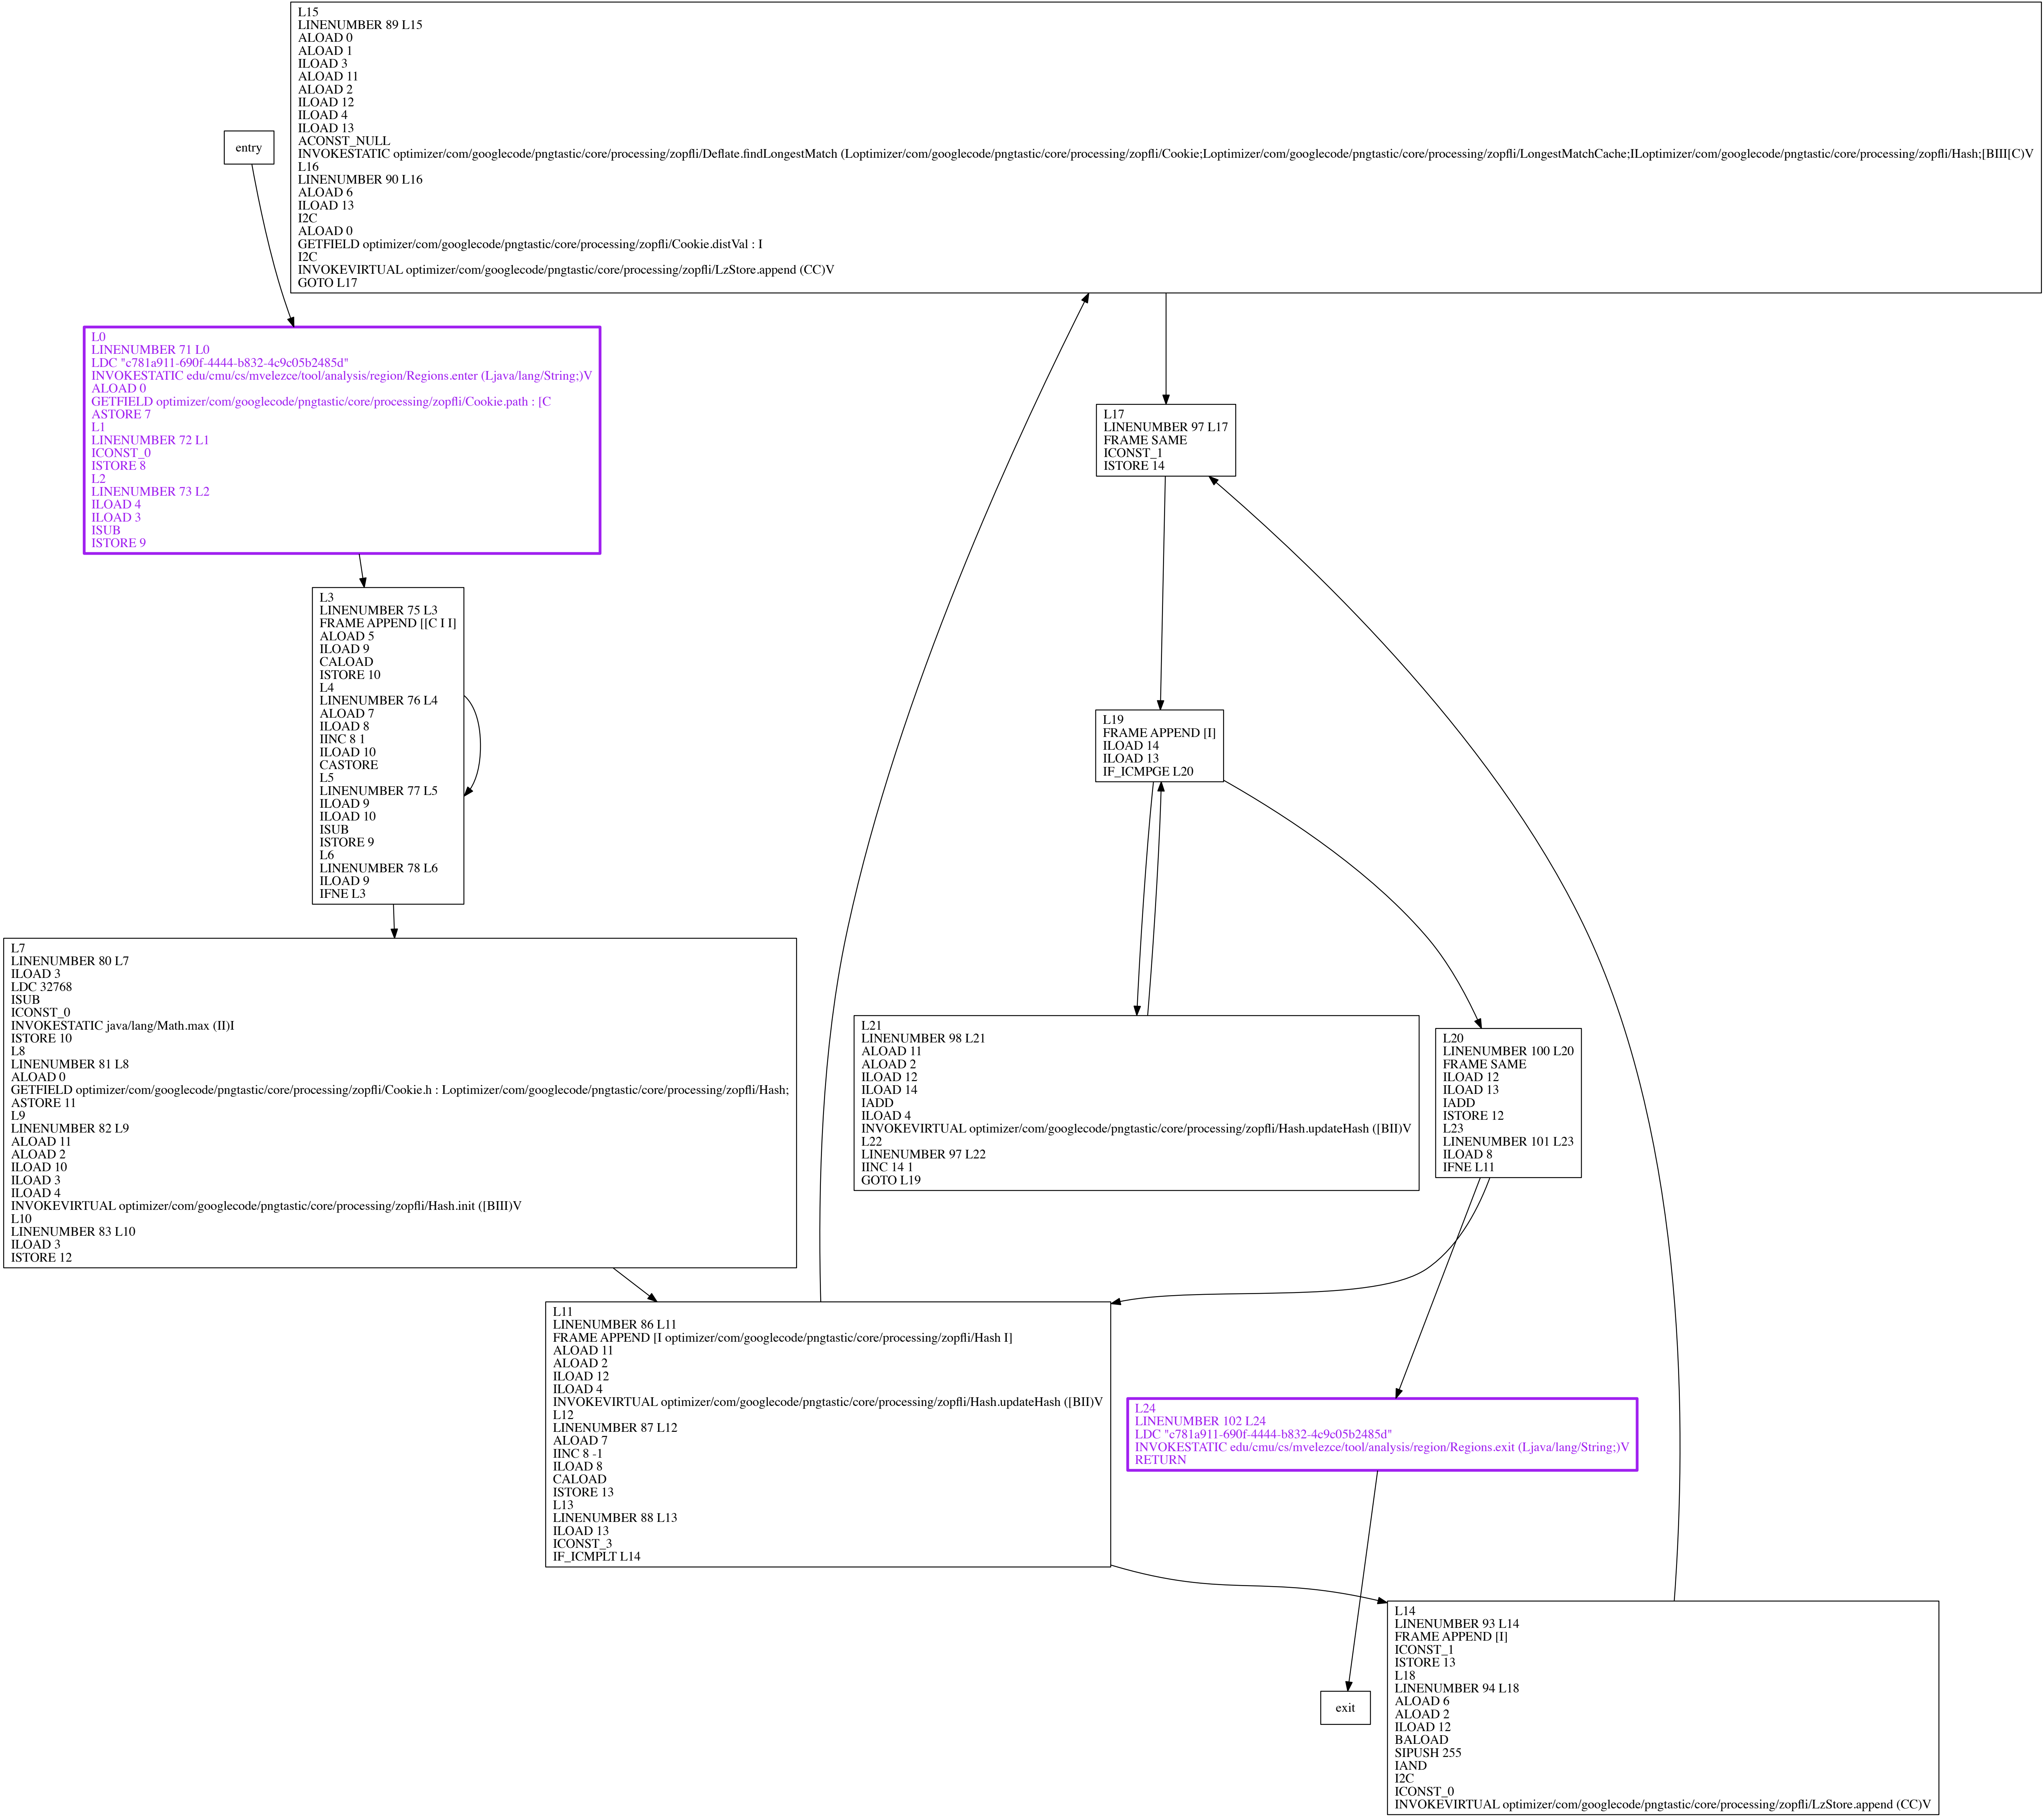 L15
LINENUMBER 89 L15
ALOAD 0
ALOAD 1
ILOAD 3
ALOAD 11
ALOAD 2
ILOAD 12
ILOAD 4
ILOAD 13
ACONST_NULL
INVOKESTATIC optimizer/com/googlecode/pngtastic/core/processing/zopfli/Deflate.findLongestMatch (Loptimizer/com/googlecode/pngtastic/core/processing/zopfli/Cookie;Loptimizer/com/googlecode/pngtastic/core/processing/zopfli/LongestMatchCache;ILoptimizer/com/googlecode/pngtastic/core/processing/zopfli/Hash;[BIII[C)V
L16
LINENUMBER 90 L16
ALOAD 6
ILOAD 13
I2C
ALOAD 0
GETFIELD optimizer/com/googlecode/pngtastic/core/processing/zopfli/Cookie.distVal : I
I2C
INVOKEVIRTUAL optimizer/com/googlecode/pngtastic/core/processing/zopfli/LzStore.append (CC)V
GOTO L17
entry
L0
LINENUMBER 71 L0
LDC "c781a911-690f-4444-b832-4c9c05b2485d"
INVOKESTATIC edu/cmu/cs/mvelezce/tool/analysis/region/Regions.enter (Ljava/lang/String;)V
ALOAD 0
GETFIELD optimizer/com/googlecode/pngtastic/core/processing/zopfli/Cookie.path : [C
ASTORE 7
L1
LINENUMBER 72 L1
ICONST_0
ISTORE 8
L2
LINENUMBER 73 L2
ILOAD 4
ILOAD 3
ISUB
ISTORE 9
L17
LINENUMBER 97 L17
FRAME SAME
ICONST_1
ISTORE 14
L3
LINENUMBER 75 L3
FRAME APPEND [[C I I]
ALOAD 5
ILOAD 9
CALOAD
ISTORE 10
L4
LINENUMBER 76 L4
ALOAD 7
ILOAD 8
IINC 8 1
ILOAD 10
CASTORE
L5
LINENUMBER 77 L5
ILOAD 9
ILOAD 10
ISUB
ISTORE 9
L6
LINENUMBER 78 L6
ILOAD 9
IFNE L3
L19
FRAME APPEND [I]
ILOAD 14
ILOAD 13
IF_ICMPGE L20
L7
LINENUMBER 80 L7
ILOAD 3
LDC 32768
ISUB
ICONST_0
INVOKESTATIC java/lang/Math.max (II)I
ISTORE 10
L8
LINENUMBER 81 L8
ALOAD 0
GETFIELD optimizer/com/googlecode/pngtastic/core/processing/zopfli/Cookie.h : Loptimizer/com/googlecode/pngtastic/core/processing/zopfli/Hash;
ASTORE 11
L9
LINENUMBER 82 L9
ALOAD 11
ALOAD 2
ILOAD 10
ILOAD 3
ILOAD 4
INVOKEVIRTUAL optimizer/com/googlecode/pngtastic/core/processing/zopfli/Hash.init ([BIII)V
L10
LINENUMBER 83 L10
ILOAD 3
ISTORE 12
L21
LINENUMBER 98 L21
ALOAD 11
ALOAD 2
ILOAD 12
ILOAD 14
IADD
ILOAD 4
INVOKEVIRTUAL optimizer/com/googlecode/pngtastic/core/processing/zopfli/Hash.updateHash ([BII)V
L22
LINENUMBER 97 L22
IINC 14 1
GOTO L19
L20
LINENUMBER 100 L20
FRAME SAME
ILOAD 12
ILOAD 13
IADD
ISTORE 12
L23
LINENUMBER 101 L23
ILOAD 8
IFNE L11
L11
LINENUMBER 86 L11
FRAME APPEND [I optimizer/com/googlecode/pngtastic/core/processing/zopfli/Hash I]
ALOAD 11
ALOAD 2
ILOAD 12
ILOAD 4
INVOKEVIRTUAL optimizer/com/googlecode/pngtastic/core/processing/zopfli/Hash.updateHash ([BII)V
L12
LINENUMBER 87 L12
ALOAD 7
IINC 8 -1
ILOAD 8
CALOAD
ISTORE 13
L13
LINENUMBER 88 L13
ILOAD 13
ICONST_3
IF_ICMPLT L14
L24
LINENUMBER 102 L24
LDC "c781a911-690f-4444-b832-4c9c05b2485d"
INVOKESTATIC edu/cmu/cs/mvelezce/tool/analysis/region/Regions.exit (Ljava/lang/String;)V
RETURN
L14
LINENUMBER 93 L14
FRAME APPEND [I]
ICONST_1
ISTORE 13
L18
LINENUMBER 94 L18
ALOAD 6
ALOAD 2
ILOAD 12
BALOAD
SIPUSH 255
IAND
I2C
ICONST_0
INVOKEVIRTUAL optimizer/com/googlecode/pngtastic/core/processing/zopfli/LzStore.append (CC)V
exit